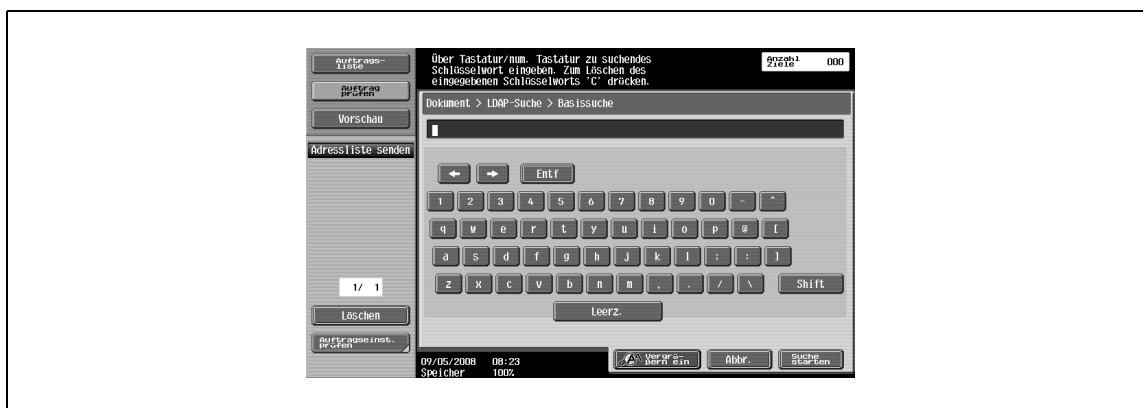 Auftrags-
liste
Auftrag
prüfen
Vorschau
Adressliste senden
1/ 1
Löschen
Auftragseinst.
prüfen
Über Tastatur/num. Tastatur zu suchendes
Schlüsselwort eingeben. Zum Löschen des
eingegebenen Schlüsselworts 'C' drücken.
Anzahl
Ziele 000
Dokument > LDAP-Suche > Basissuche
Entf
1 2 3 4 5 6 7 8 9 0 - ^
q w e r t y u i o p @ [
a s d f g h j k l ; : ]
z x c v b n m , . / \ Shift
Leerz.
09/05/2008 08:23
Speicher 100%
Vergrö-
ßern ein
Abbr.
Suche
starten